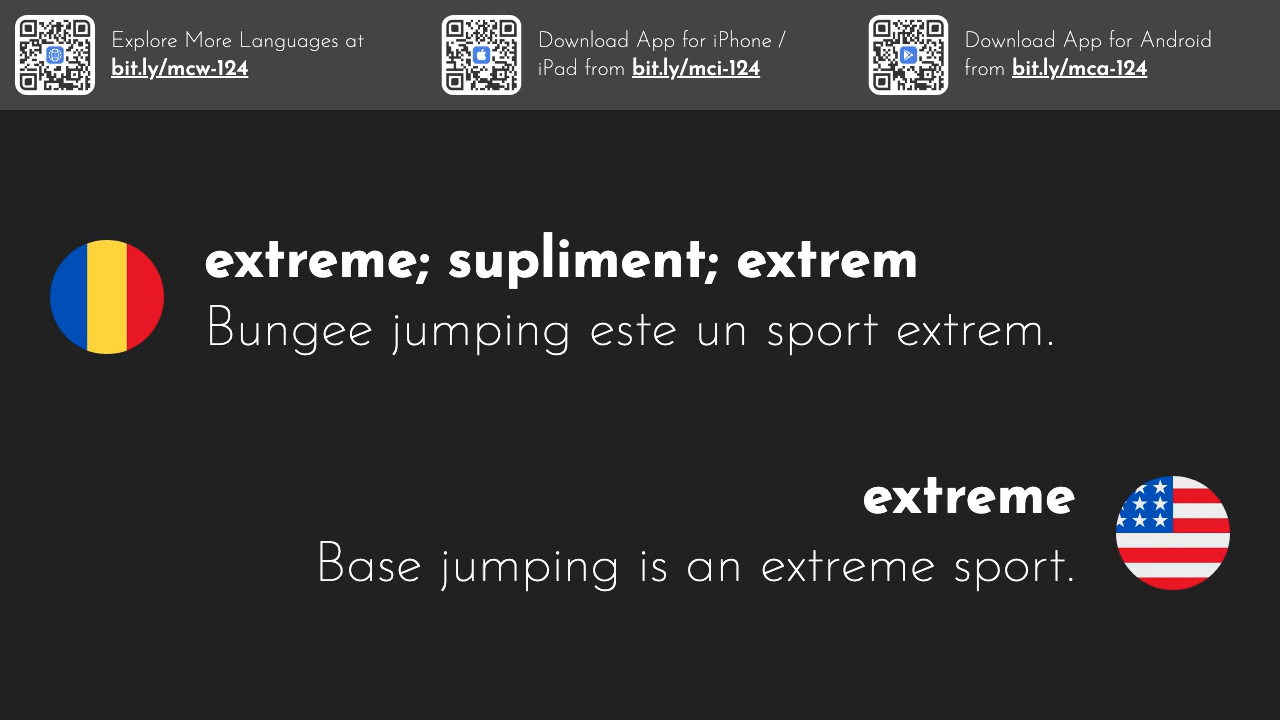 Explore More Languages at
bit.ly/mcw-124
Download App for iPhone /
iPad from bit.ly/mci-124
Download App for Android
from bit.ly/mca-124
extreme; supliment; extrem
Bungee jumping este un sport extrem.
extreme
Base jumping is an extreme sport.